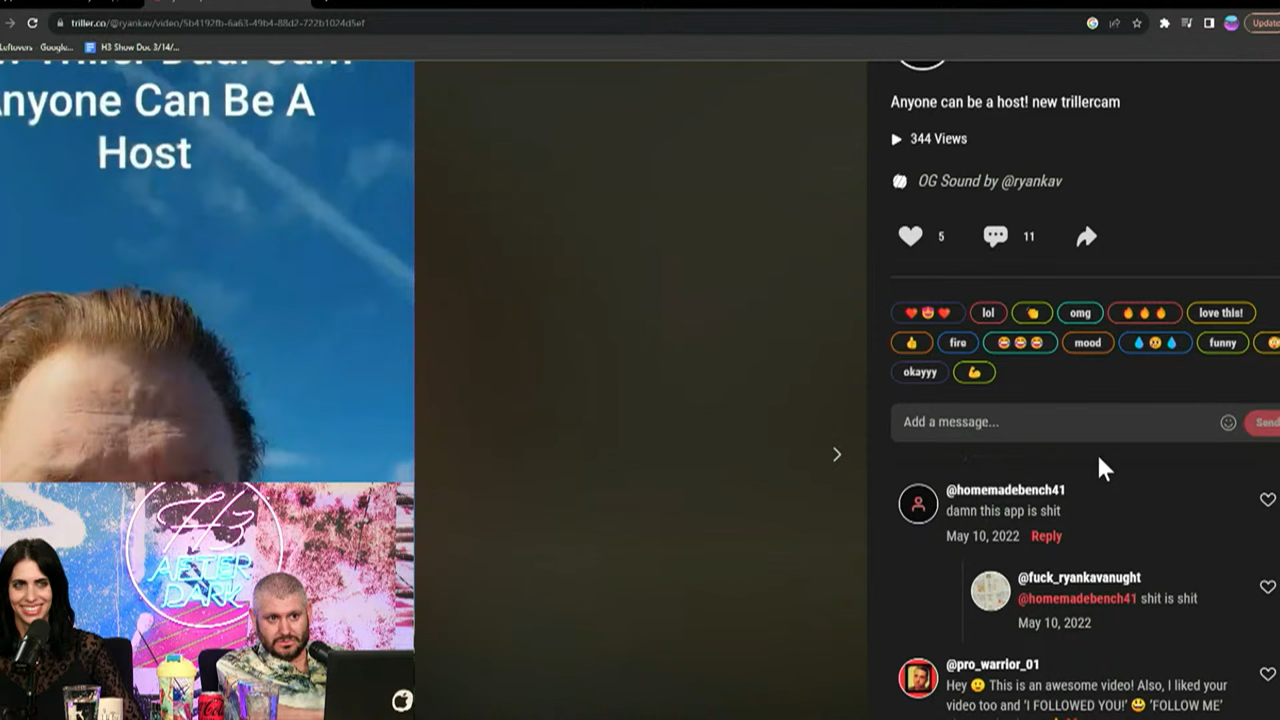 triller.co/@ryankav/video/5b4192fb-6a63-49b4-88d2-722b1024d5ef
Update
Leftovers
Google...
H3 Show Doc 3/14/...
Anyone Can Be A
Host
Anyone can be a host! new trillercam
344 Views
OG Sound by @ryankav
5
11
lol
omg
love this!
fire
mood
funny
okayyy
Add a message...
Send
@homemadebench41
damn this app is shit
May 10, 2022 Reply
@fuck_ryankavanught
@homemadebench41 shit is shit
May 10, 2022
@pro_warrior_01
Hey 🙂 This is an awesome video! Also, I liked your
video too and 'I FOLLOWED YOU!' 😃 'FOLLOW ME'
H3
AFTER
DARK